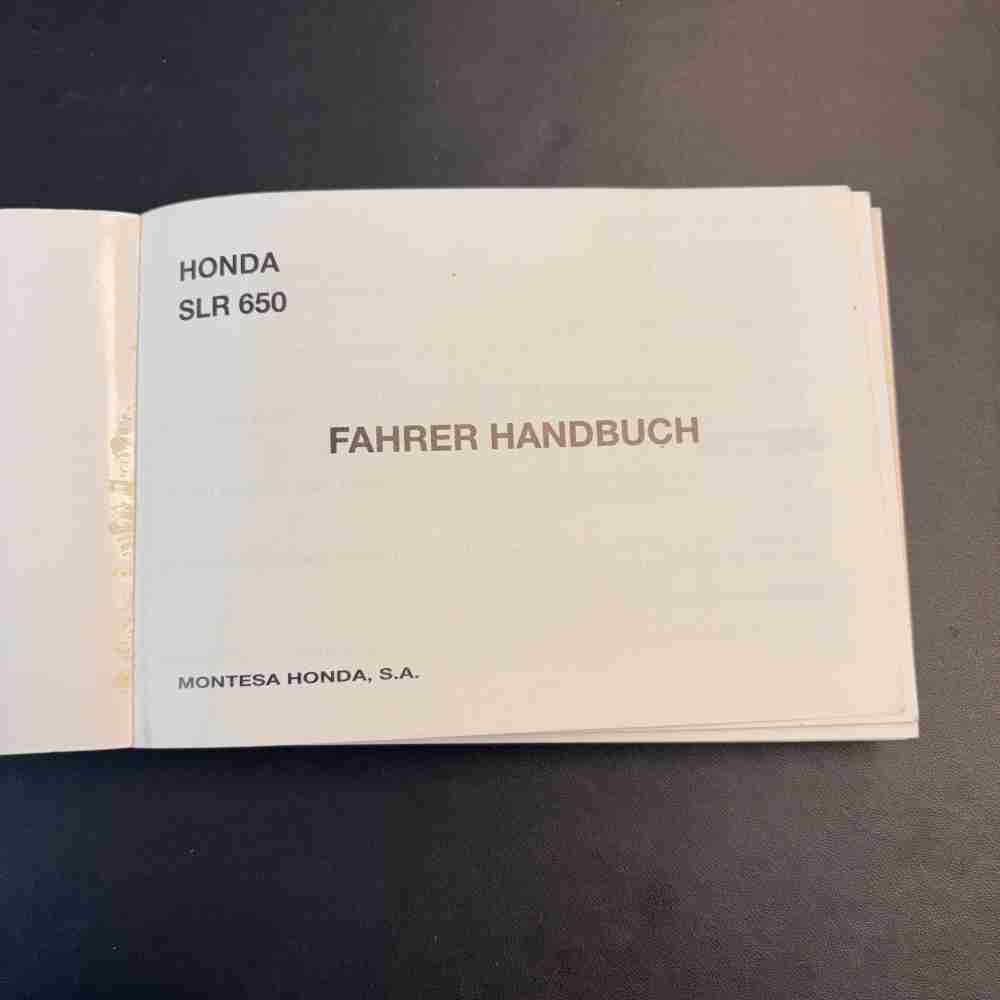 HONDA
SLR 650
FAHRER HANDBUCH
MONTESA HONDA, S.A.